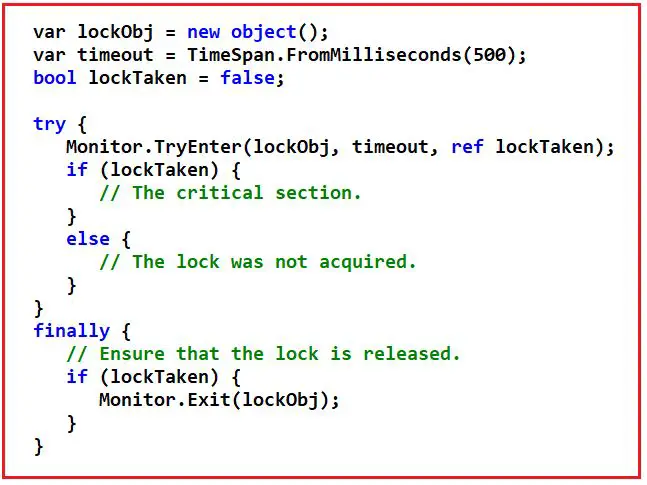 var lockObj = new object();
var timeout = TimeSpan.FromMilliseconds(500);
bool lockTaken = false;

try {
   Monitor.TryEnter(lockObj, timeout, ref lockTaken);
   if (lockTaken) {
      // The critical section.
   }
   else {
      // The lock was not acquired.
   }
}
finally {
   // Ensure that the lock is released.
   if (lockTaken) {
      Monitor.Exit(lockObj);
   }
}